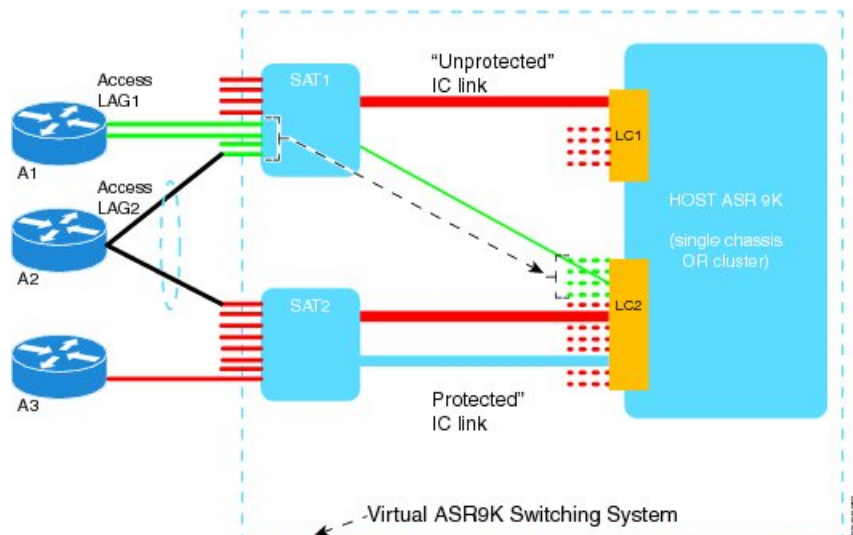 "Unprotected"
IC link
SAT1
Access
LAG1
LC1
A1
Access
LAG2
HOST ASR 9K
(single chassis
OR cluster)
A2
SAT2
LC2
A3
Protected"
IC link
Virtual ASR9K Switching System